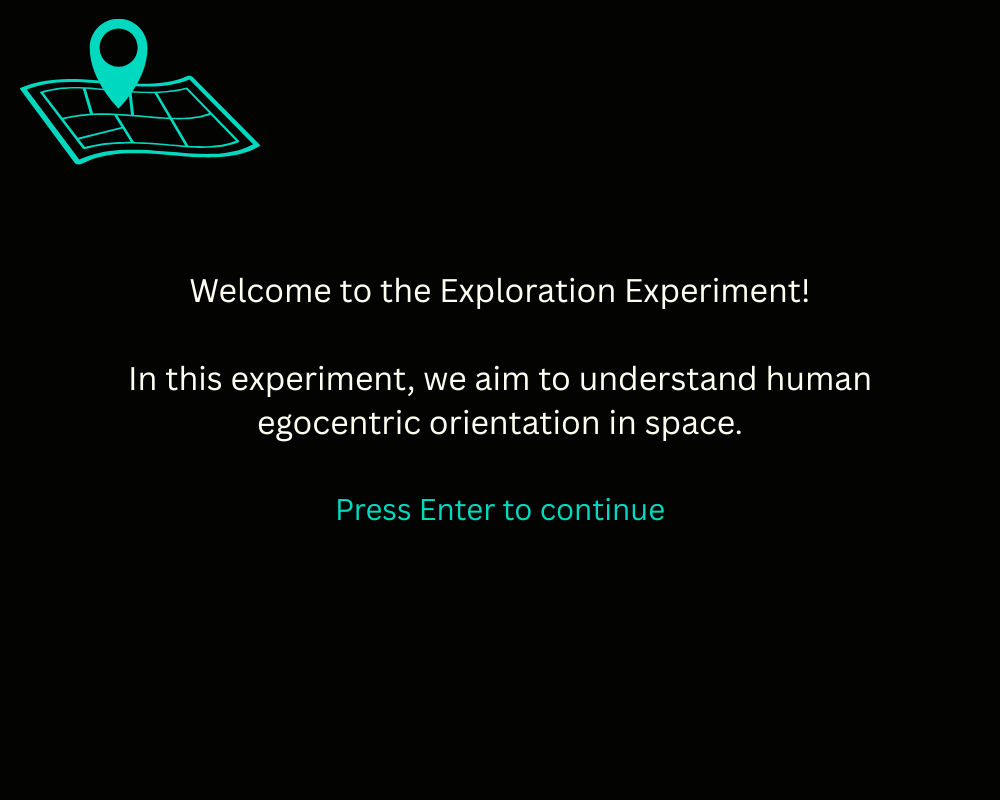 Welcome to the Exploration Experiment!
In this experiment, we aim to understand human
egocentric orientation in space.
Press Enter to continue